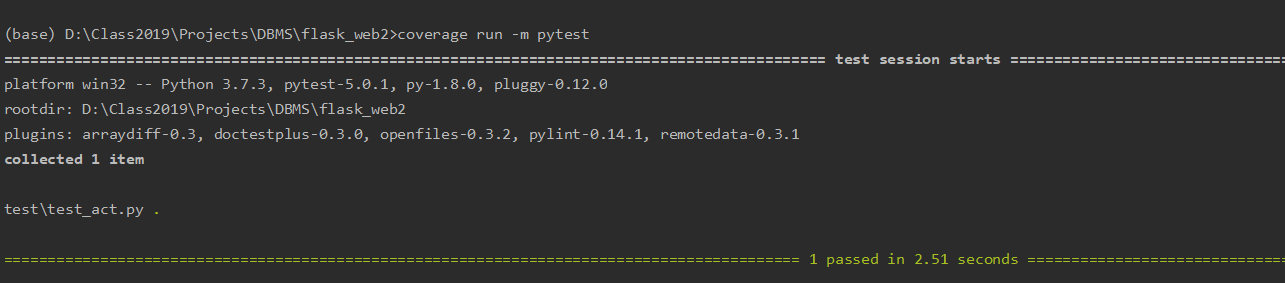 (base) D:\Class2019\Projects\DBMS\flask_web2>coverage run -m pytest
=============================================================================================== test session starts ================================
platform win32 -- Python 3.7.3, pytest-5.0.1, py-1.8.0, pluggy-0.12.0
rootdir: D:\Class2019\Projects\DBMS\flask_web2
plugins: arraydiff-0.3, doctestplus-0.3.0, openfiles-0.3.2, pylint-0.14.1, remotedata-0.3.1
collected 1 item
test\test_act.py .
============================================================================================ 1 passed in 2.51 seconds ==============================